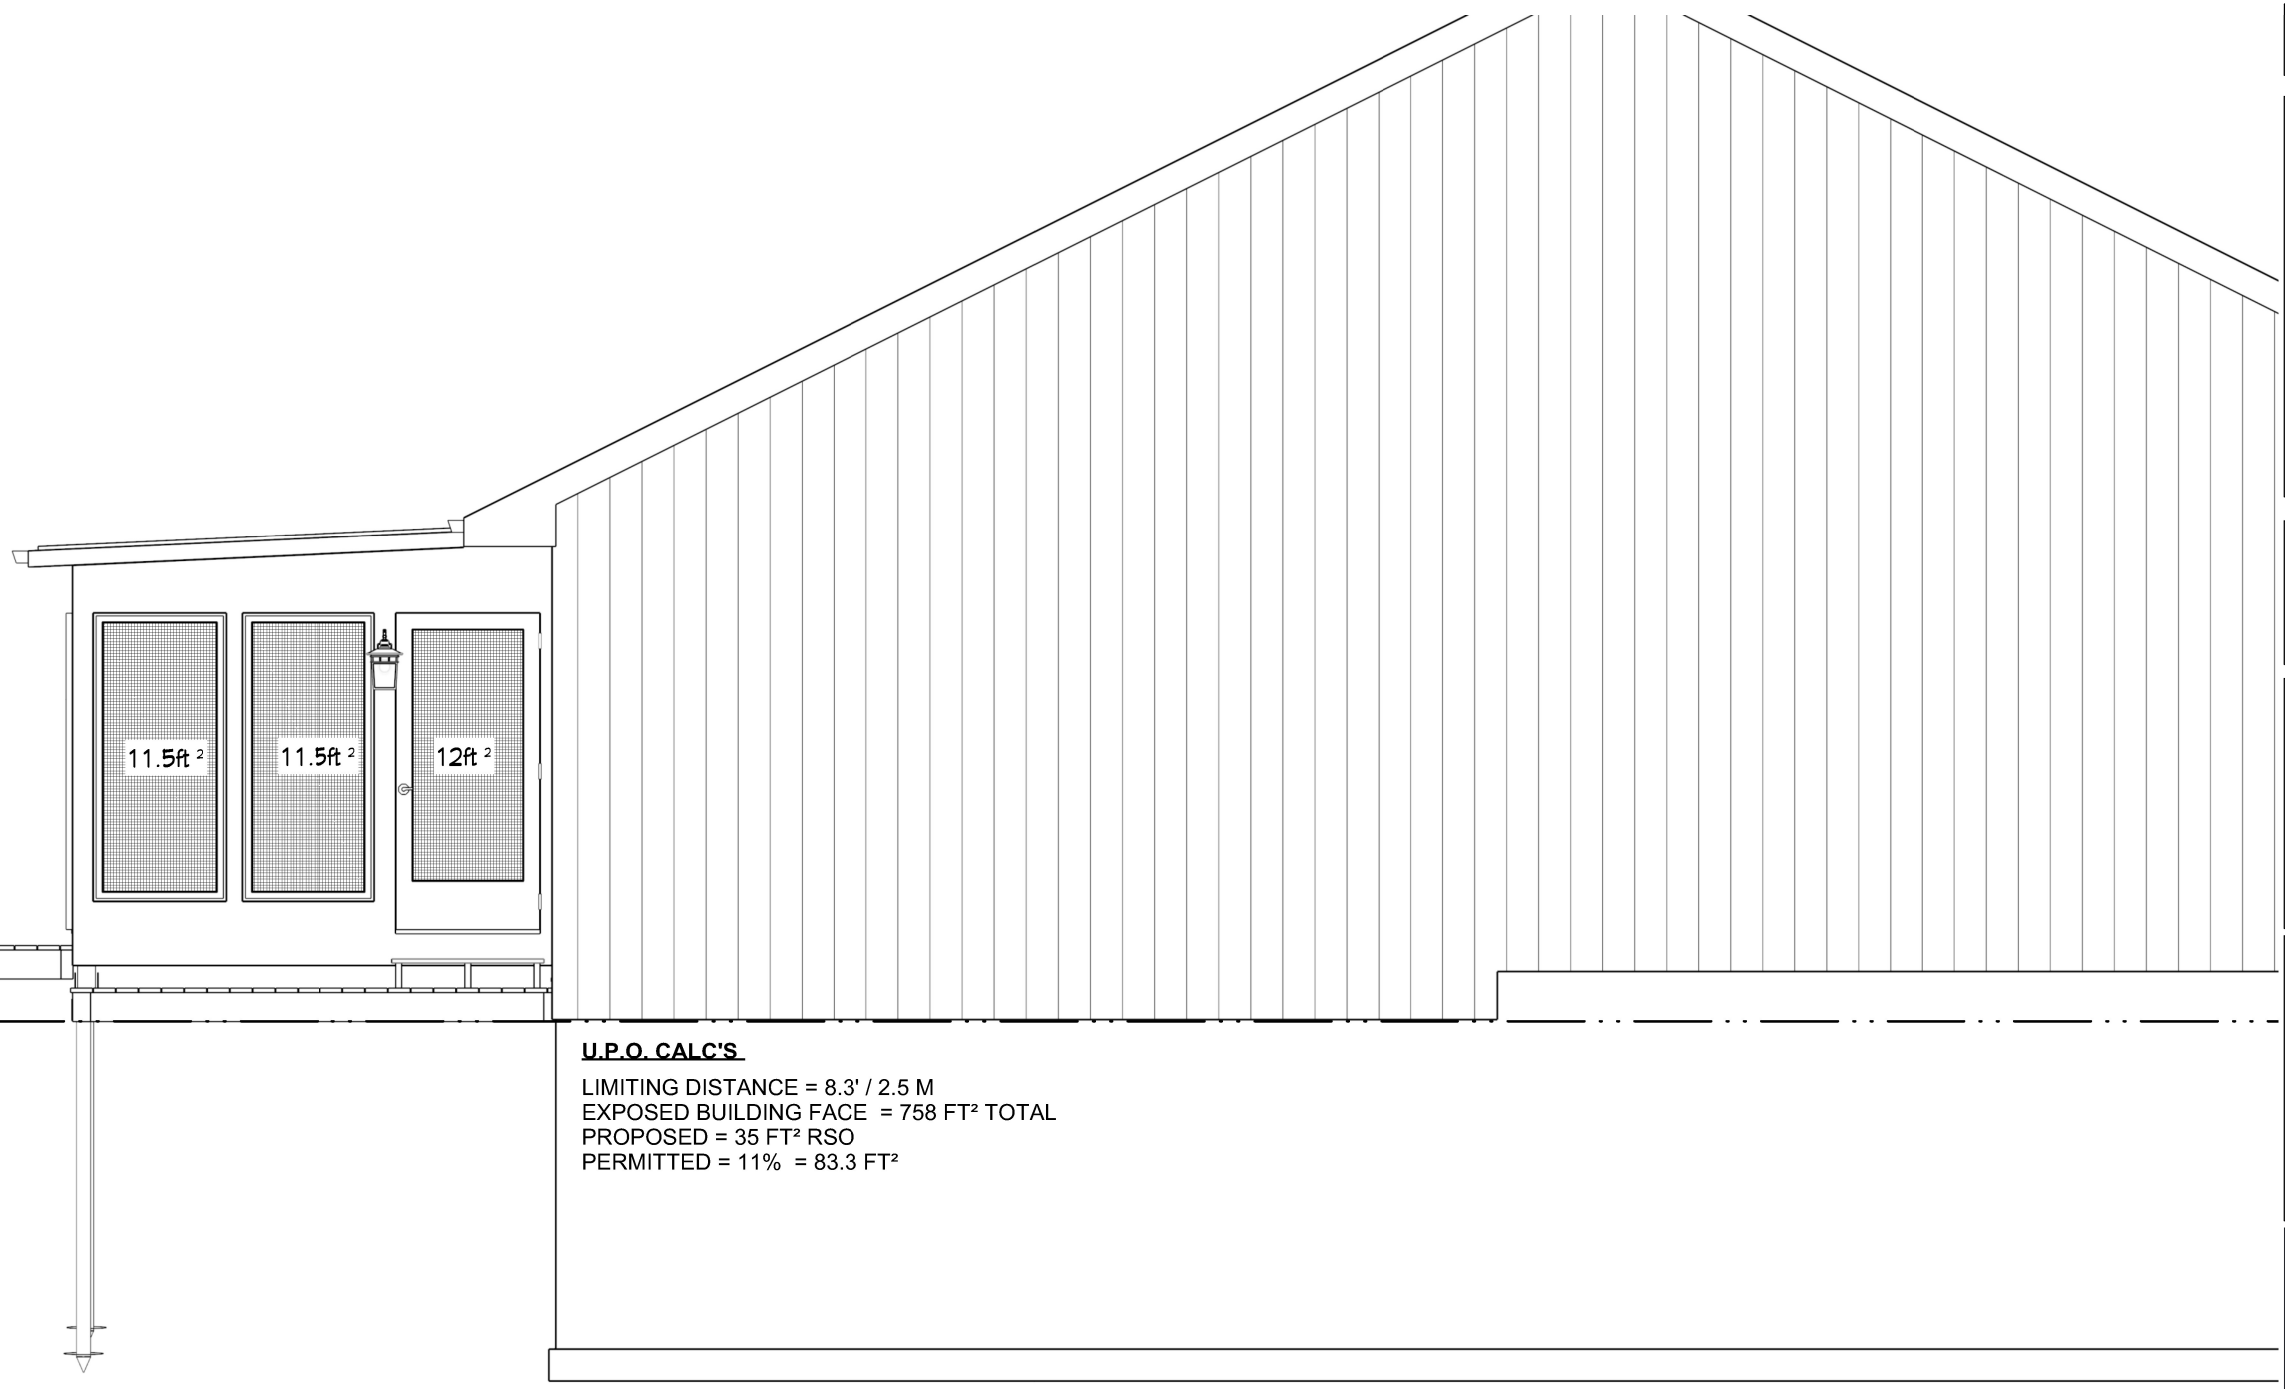 11.5ft ²
11.5ft ²
12ft ²
U.P.O. CALC'S
LIMITING DISTANCE = 8.3' / 2.5 M
EXPOSED BUILDING FACE = 758 FT² TOTAL
PROPOSED = 35 FT² RSO
PERMITTED = 11% = 83.3 FT²